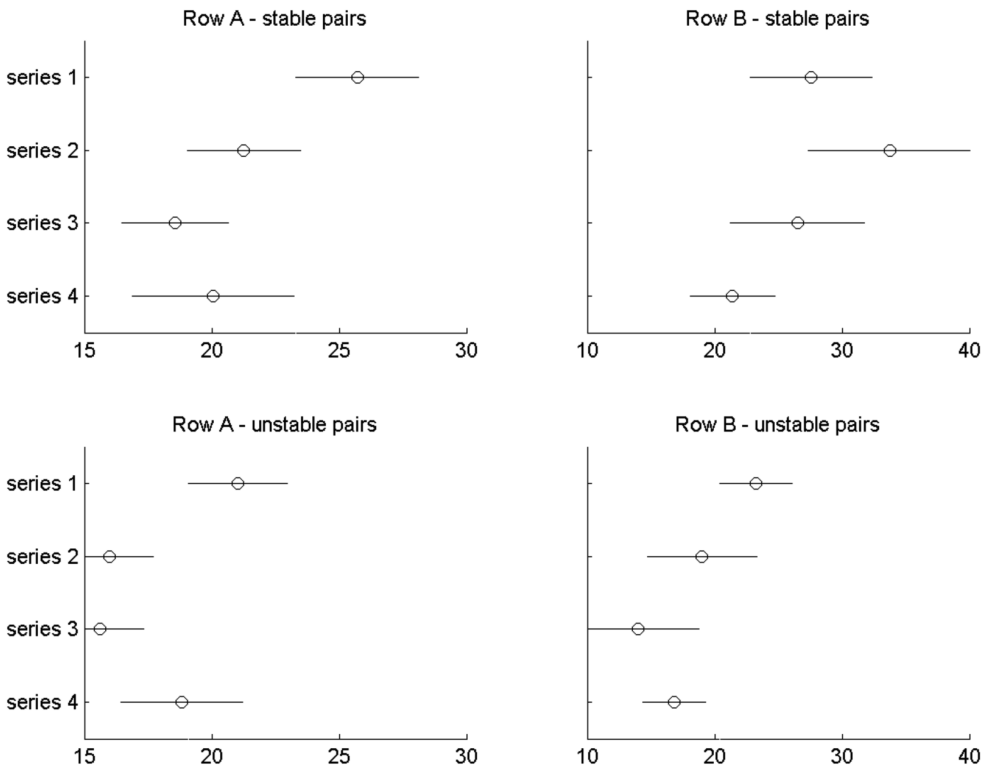 Row A - stable pairs
series 1
series 2
series 3
series 4
15 20 25 30
Row B - stable pairs
10 20 30 40
Row A - unstable pairs
series 1
series 2
series 3
series 4
15 20 25 30
Row B - unstable pairs
10 20 30 40